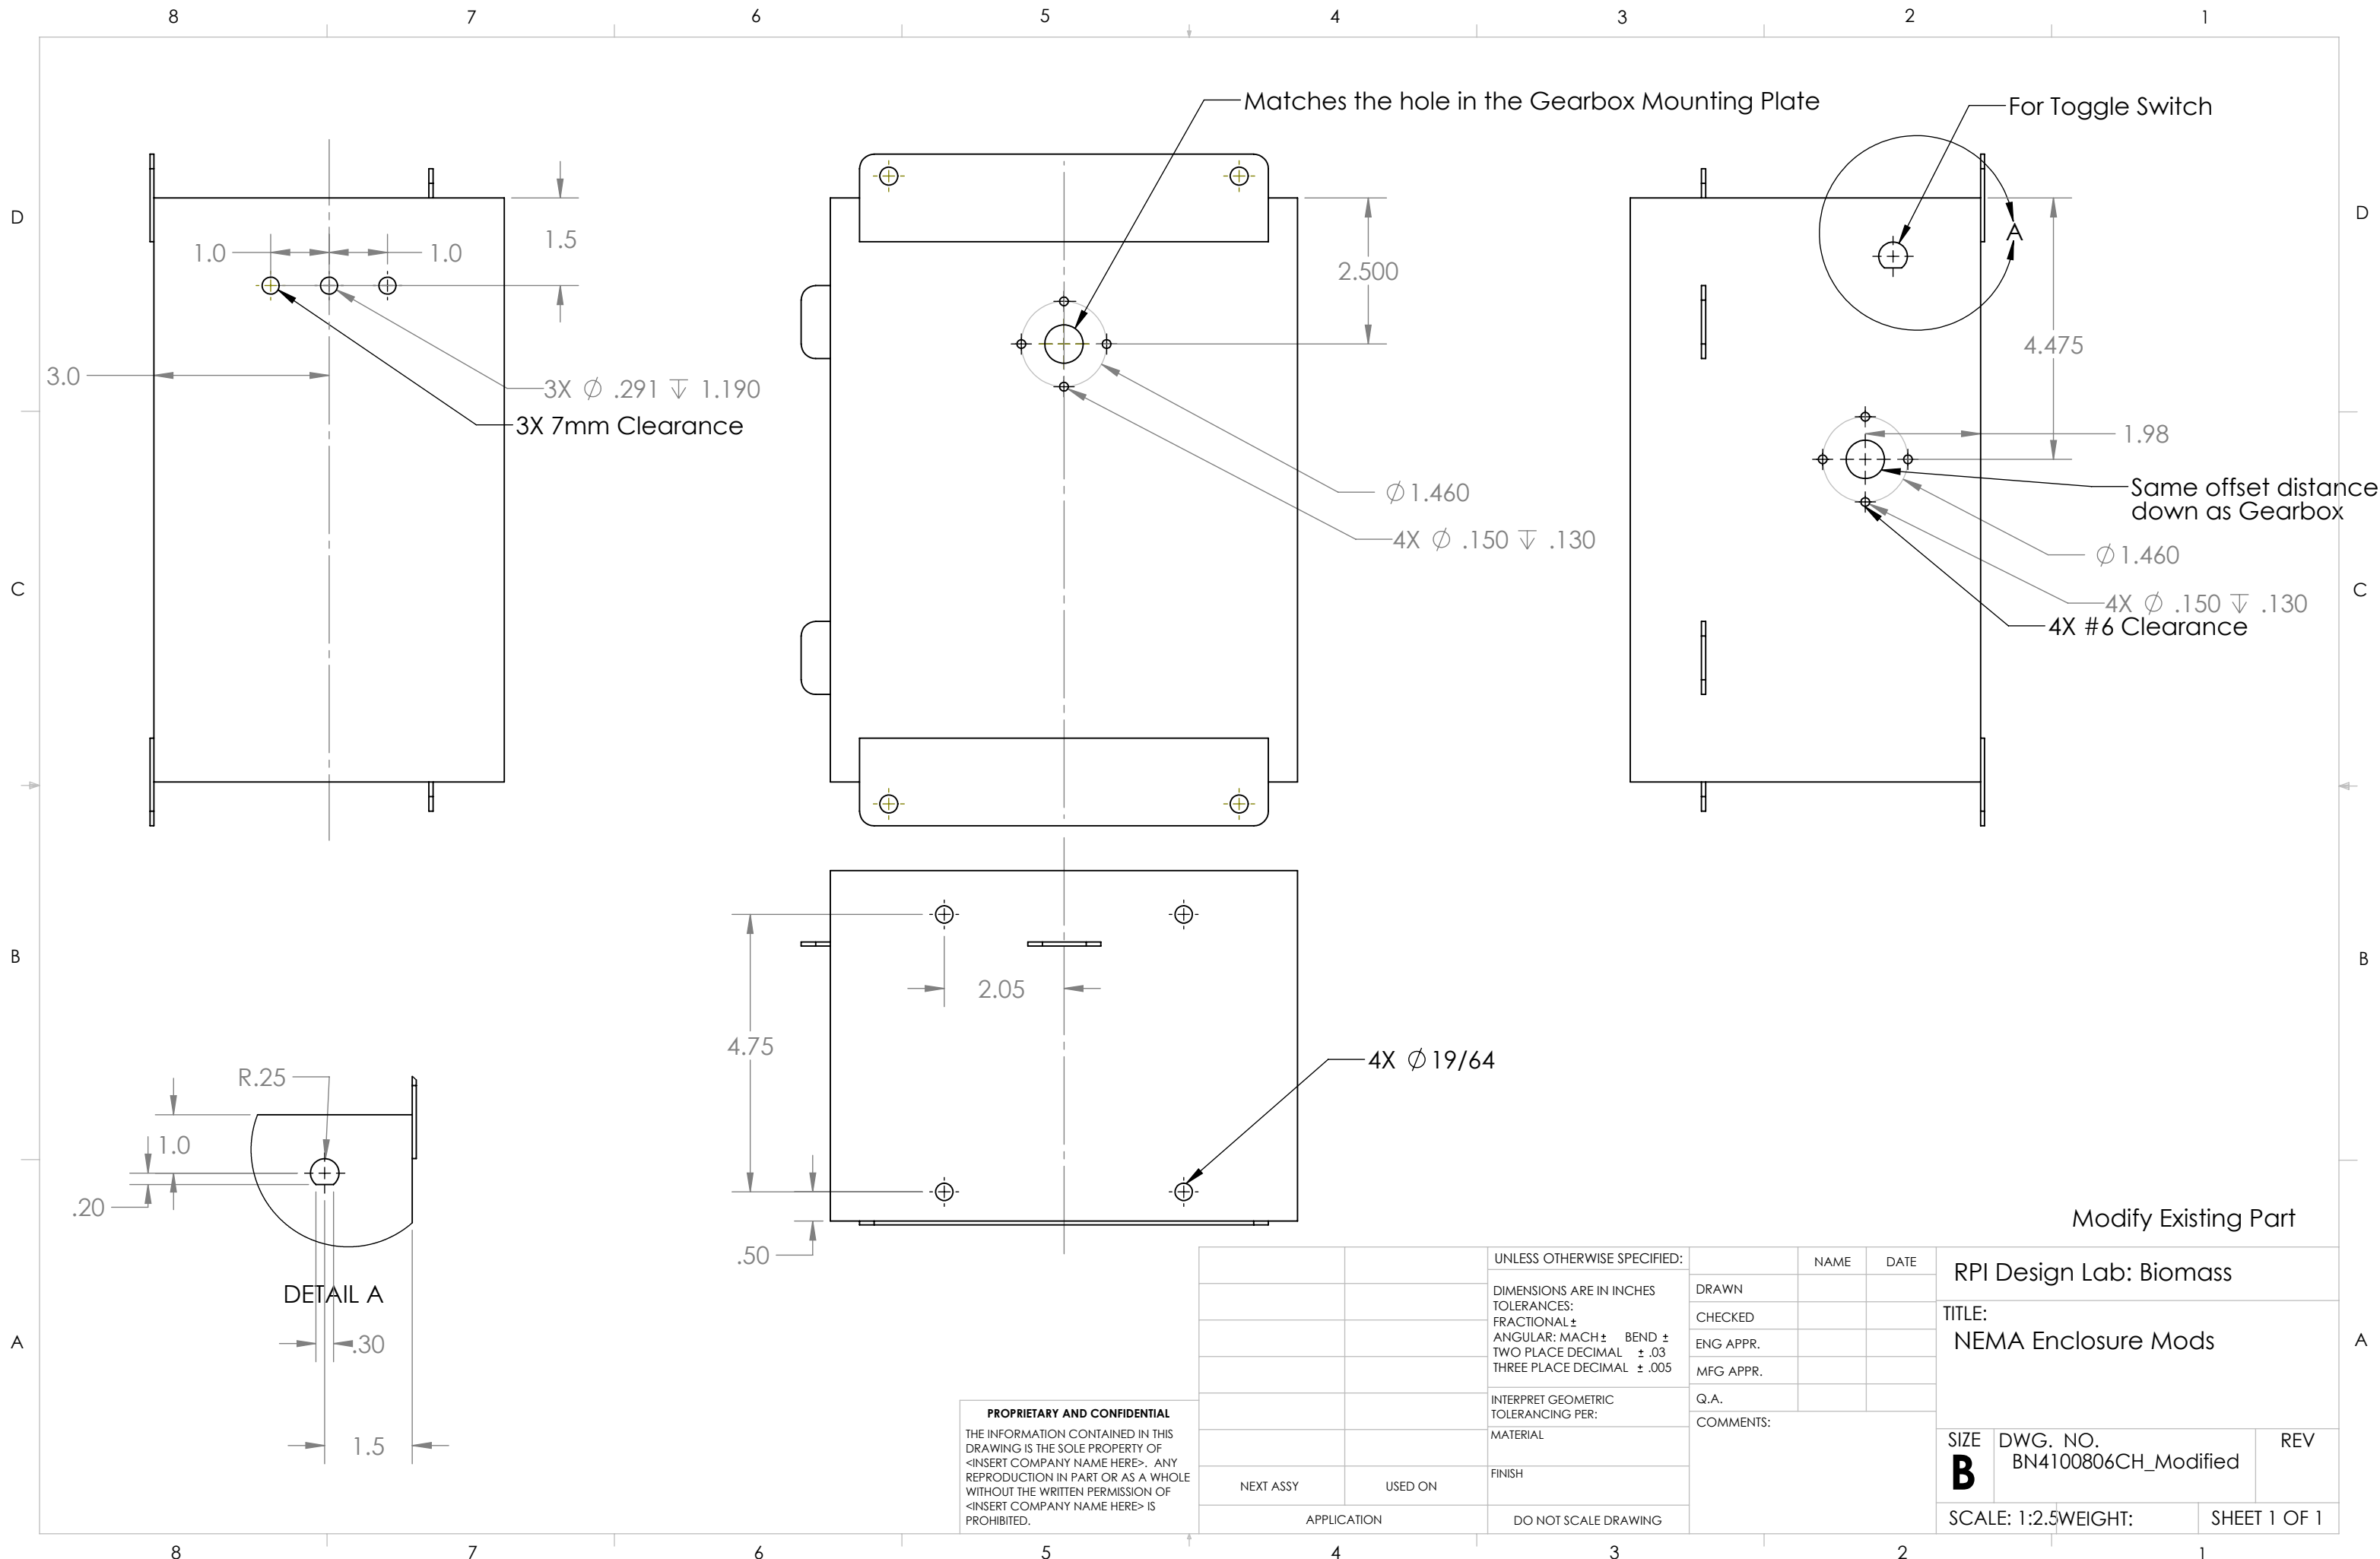 8 7 6 5 4 3 2 1
Matches the hole in the Gearbox Mounting Plate
For Toggle Switch
D
D
1.0
1.0
1.5
2.500
A
4.475
3.0
3X ∅ .291 ↧ 1.190
3X 7mm Clearance
1.98
Same offset distance
down as Gearbox
∅1.460
4X ∅ .150 ↧ .130
∅1.460
4X ∅ .150 ↧ .130
4X #6 Clearance
C
C
B
B
2.05
4.75
4X ∅19/64
.50
R.25
1.0
.20
DETAIL A
.30
1.5
A
A
Modify Existing Part
PROPRIETARY AND CONFIDENTIAL
THE INFORMATION CONTAINED IN THIS
DRAWING IS THE SOLE PROPERTY OF
<INSERT COMPANY NAME HERE>. ANY
REPRODUCTION IN PART OR AS A WHOLE
WITHOUT THE WRITTEN PERMISSION OF
<INSERT COMPANY NAME HERE> IS
PROHIBITED.
NEXT ASSY
USED ON
APPLICATION
UNLESS OTHERWISE SPECIFIED:
DIMENSIONS ARE IN INCHES
TOLERANCES:
FRACTIONAL±
ANGULAR: MACH± BEND ±
TWO PLACE DECIMAL ± .03
THREE PLACE DECIMAL ± .005
INTERPRET GEOMETRIC
TOLERANCING PER:
MATERIAL
FINISH
DO NOT SCALE DRAWING
NAME
DATE
DRAWN
CHECKED
ENG APPR.
MFG APPR.
Q.A.
COMMENTS:
RPI Design Lab: Biomass
TITLE:
NEMA Enclosure Mods
SIZE
B
DWG. NO.
BN4100806CH_Modified
REV
SCALE: 1:2.5
WEIGHT:
SHEET 1 OF 1
8 7 6 5 4 3 2 1